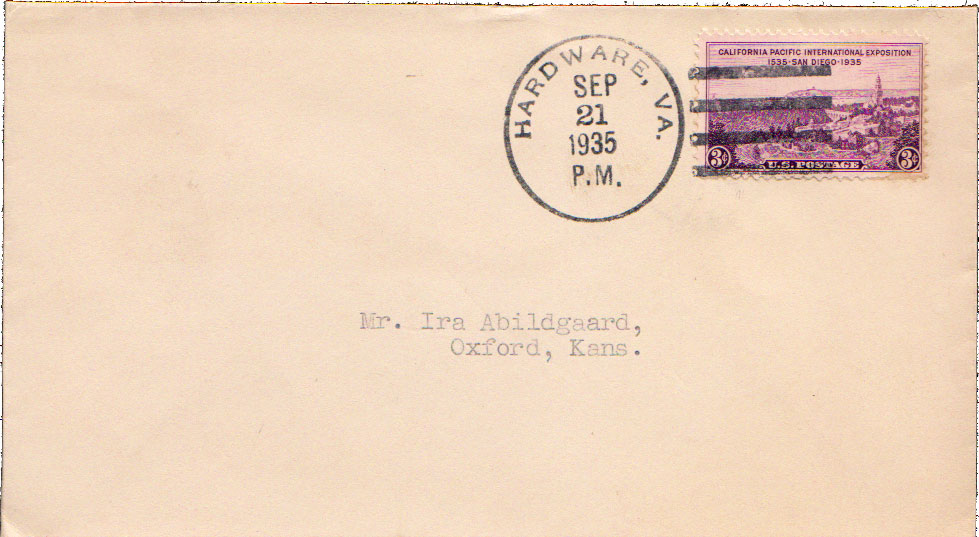 HARDWARE, VA.
SEP
21
1935
P.M.
CALIFORNIA PACIFIC INTERNATIONAL EXPOSITION
1535-SAN DIEGO-1935
3¢ U.S. POSTAGE 3¢
Mr. Ira Abildgaard,
Oxford, Kans.